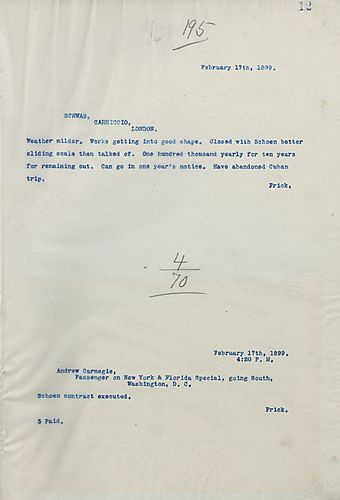 12
195
February 17th, 1899.
SCHWAB,
CARNICCIO,
LONDON.
Weather milder. Works getting into good shape. Closed with Schoen better
sliding scale than talked of. One hundred thousand yearly for ten years
for remaining out. Can go in one year's notice. Have abandoned Cuban
trip.
Frick.
4
70
February 17th, 1899.
4:20 P. M.
Andrew Carnegie,
Passenger on New York & Florida Special, going South,
Washington, D. C.
Schoen contract executed.
Frick.
3 Paid.